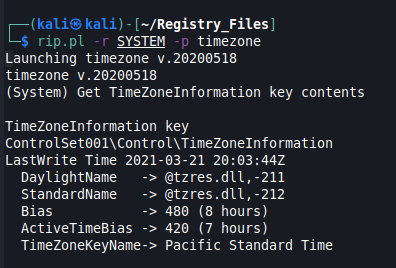 ┌──(kali㉿kali)-[~/Registry_Files]
└─$ rip.pl -r SYSTEM -p timezone
Launching timezone v.20200518
timezone v.20200518
(System) Get TimeZoneInformation key contents

TimeZoneInformation key
ControlSet001\Control\TimeZoneInformation
LastWrite Time 2021-03-21 20:03:44Z
  DaylightName   -> @tzres.dll,-211
  StandardName   -> @tzres.dll,-212
  Bias           -> 480 (8 hours)
  ActiveTimeBias -> 420 (7 hours)
  TimeZoneKeyName-> Pacific Standard Time